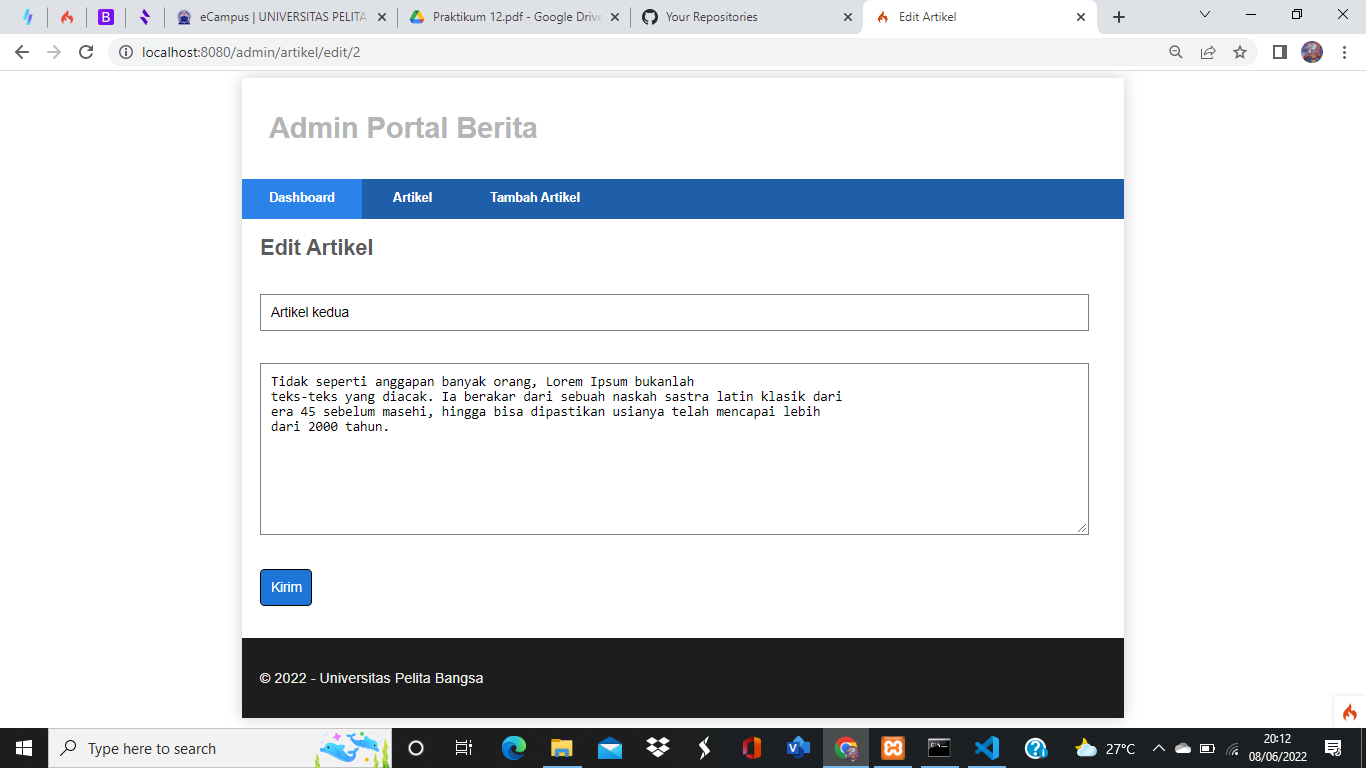 eCampus | UNIVERSITAS PELITA
Praktikum 12.pdf - Google Drive
Your Repositories
Edit Artikel
localhost:8080/admin/artikel/edit/2
Admin Portal Berita
Dashboard Artikel Tambah Artikel
Edit Artikel
Artikel kedua
Tidak seperti anggapan banyak orang, Lorem Ipsum bukanlah
teks-teks yang diacak. Ia berakar dari sebuah naskah sastra latin klasik dari
era 45 sebelum masehi, hingga bisa dipastikan usianya telah mencapai lebih
dari 2000 tahun.
Kirim
© 2022 - Universitas Pelita Bangsa
Type here to search
27°C
20:12
08/06/2022